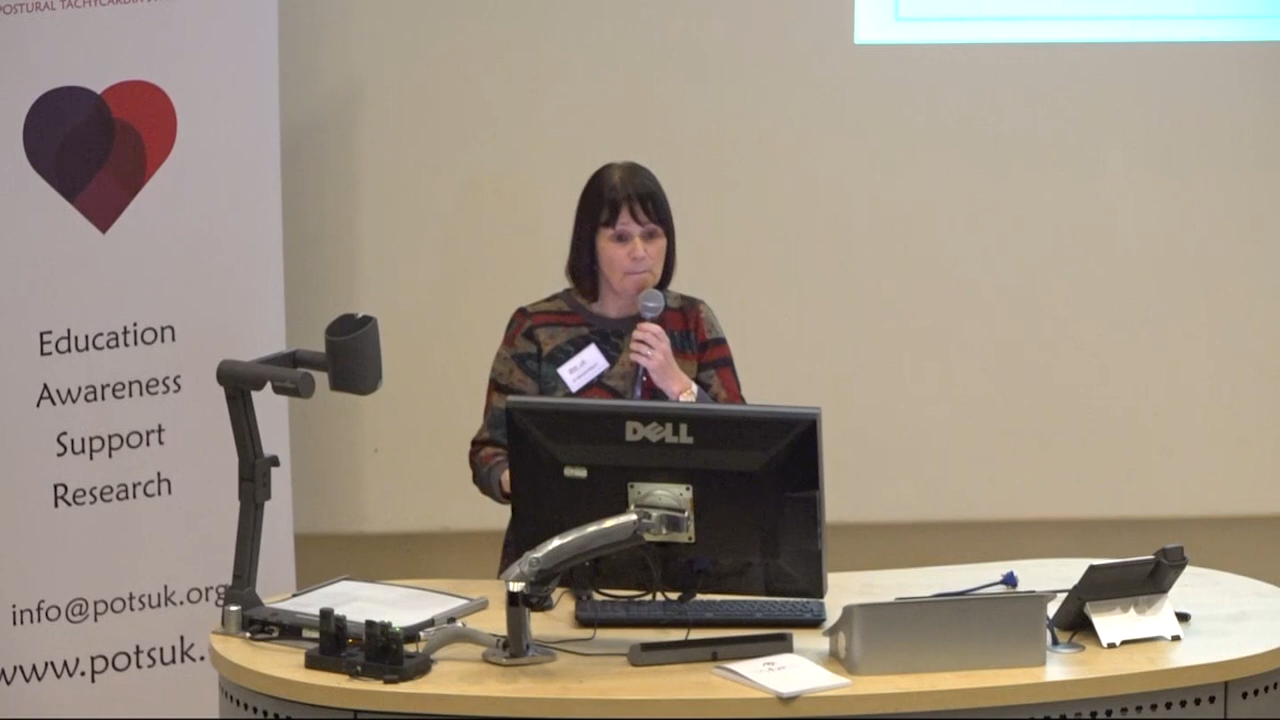 POSTURAL TACHYCARDIA
Education
Awareness
Support
Research
info@potsuk.org
www.potsuk.
DELL